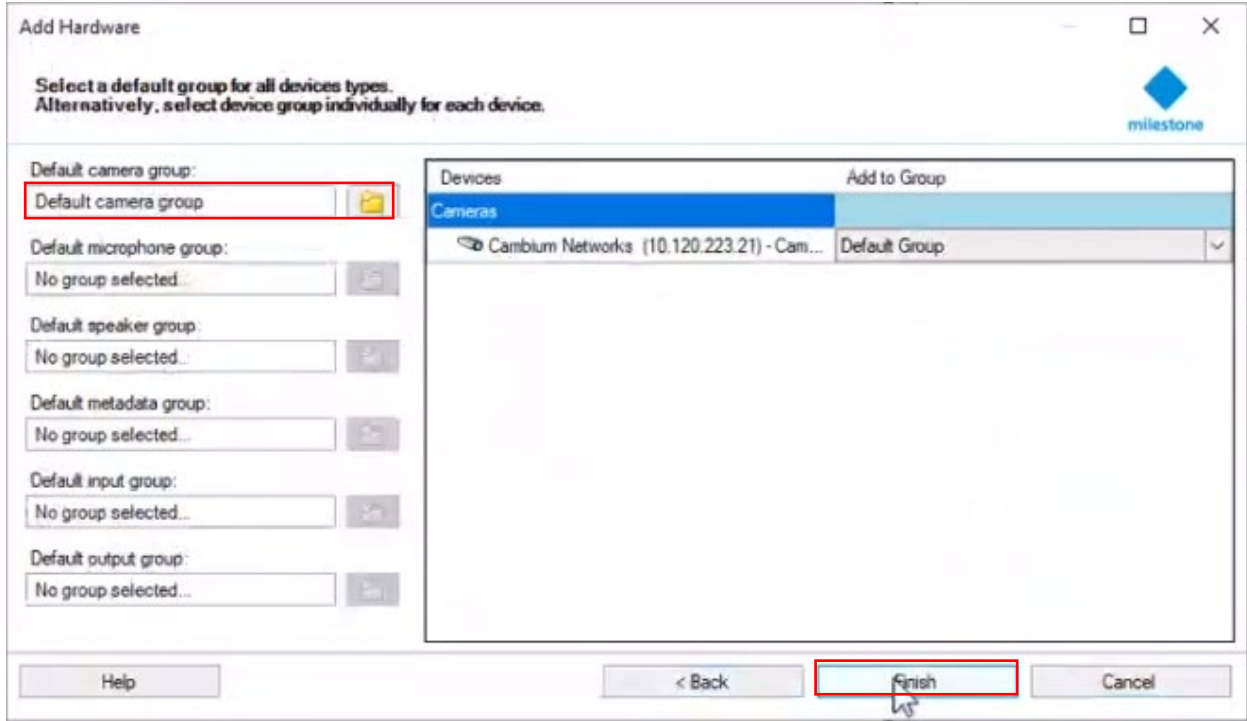 Add Hardware
Select a default group for all devices types.
Alternatively, select device group individually for each device.
milestone
Default camera group:
Default camera group
Default microphone group:
No group selected...
Default speaker group:
No group selected...
Default metadata group:
No group selected...
Default input group:
No group selected...
Default output group:
No group selected...
Devices Add to Group
Cameras
Cambium Networks (10.120.223.21) - Cam... Default Group
Help < Back Finish Cancel